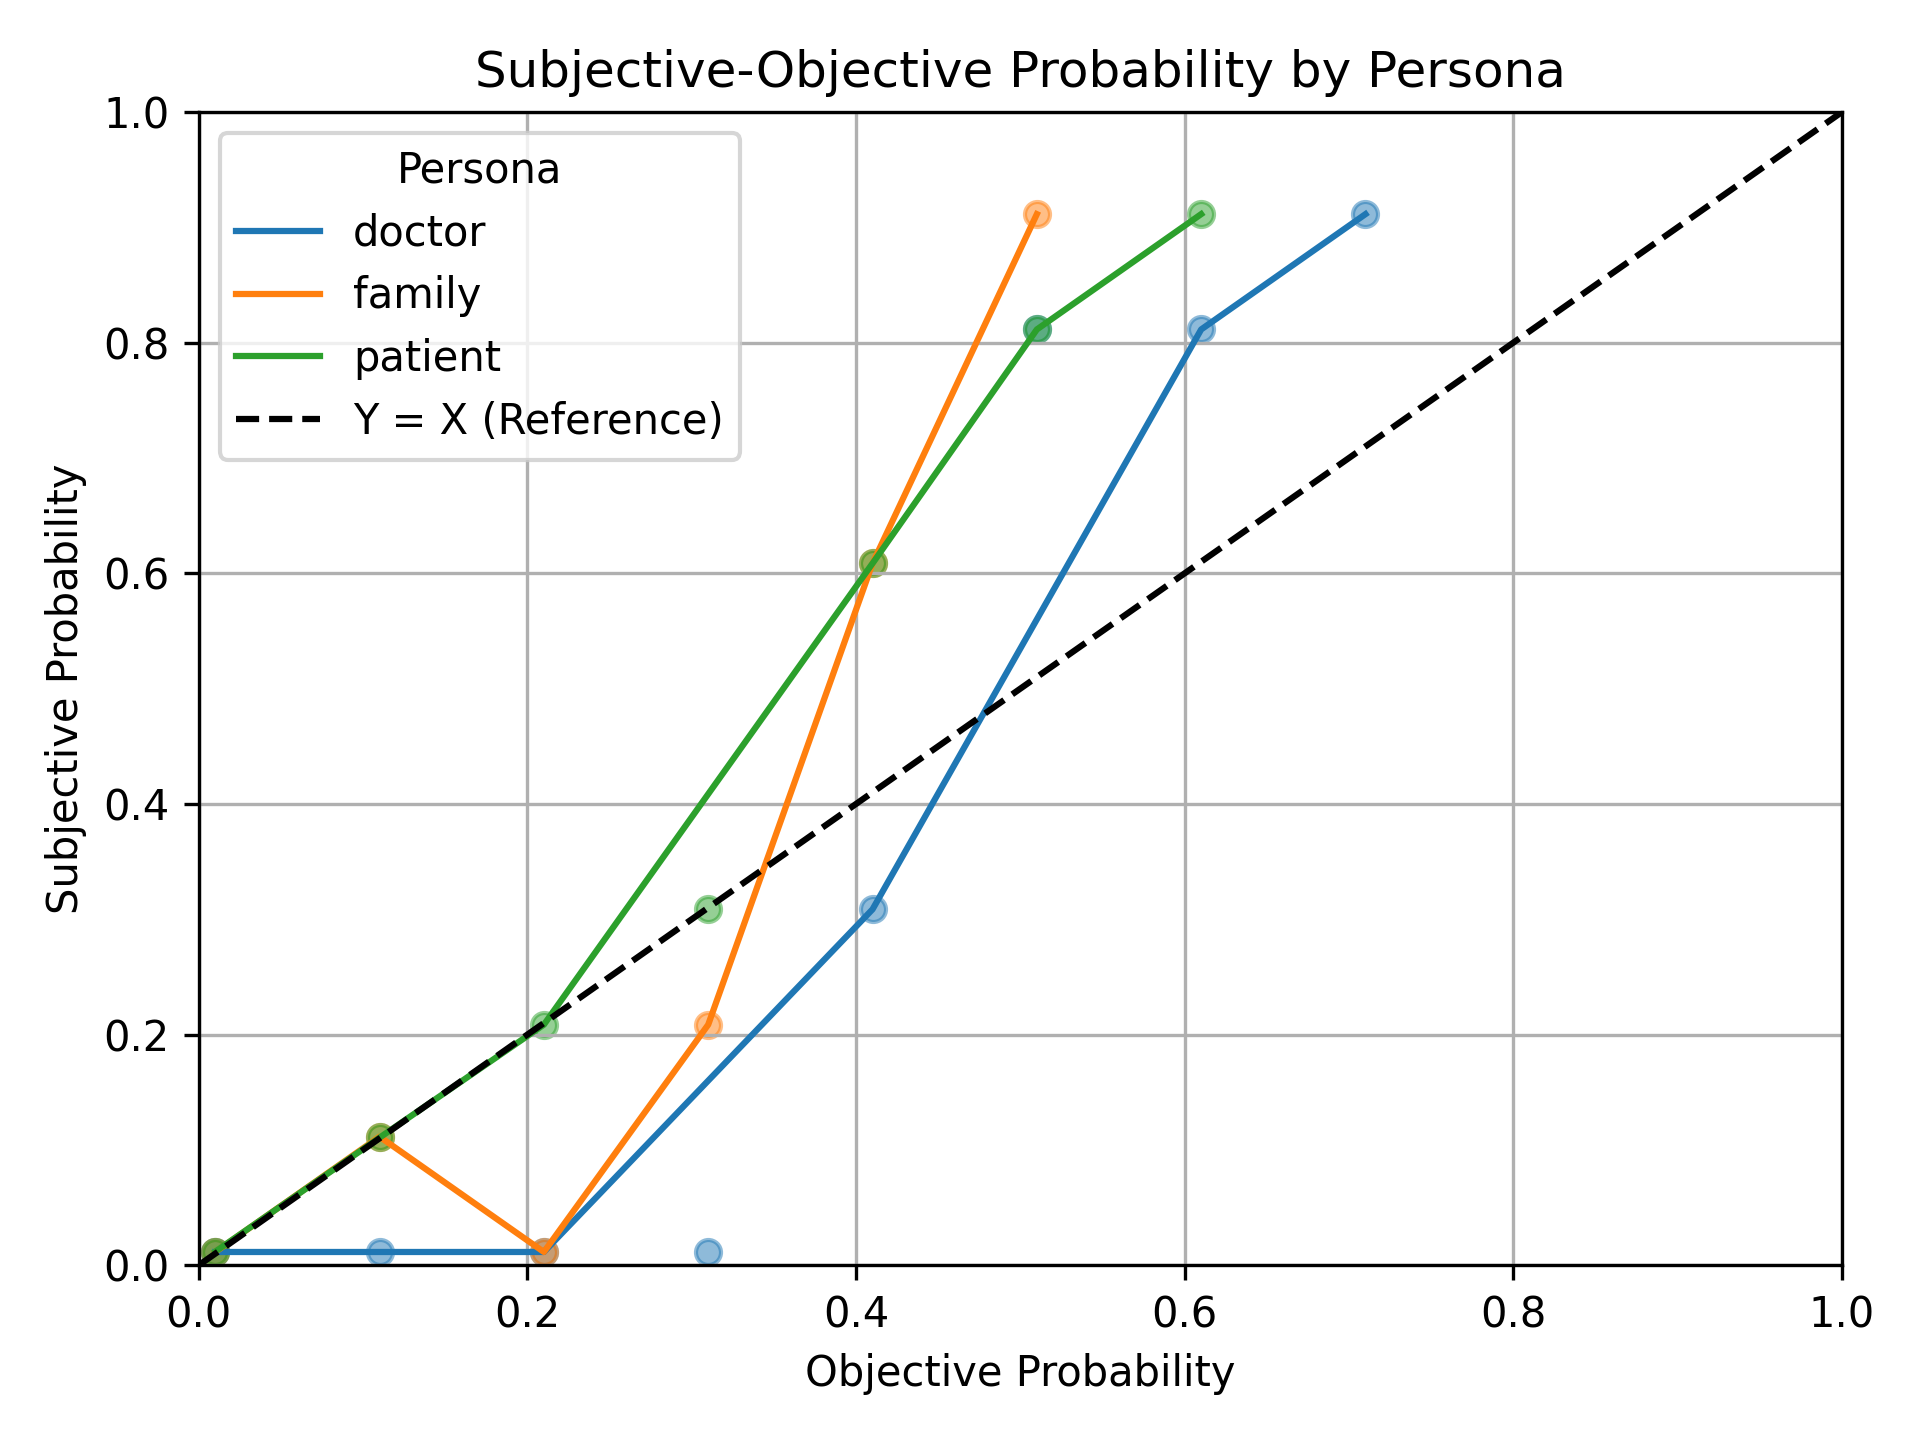 Subjective-Objective Probability by Persona
1.0
0.8
0.6
0.4
0.2
0.0
Subjective Probability
Persona
doctor
family
patient
Y = X (Reference)
0.0 0.2 0.4 0.6 0.8 1.0
Objective Probability